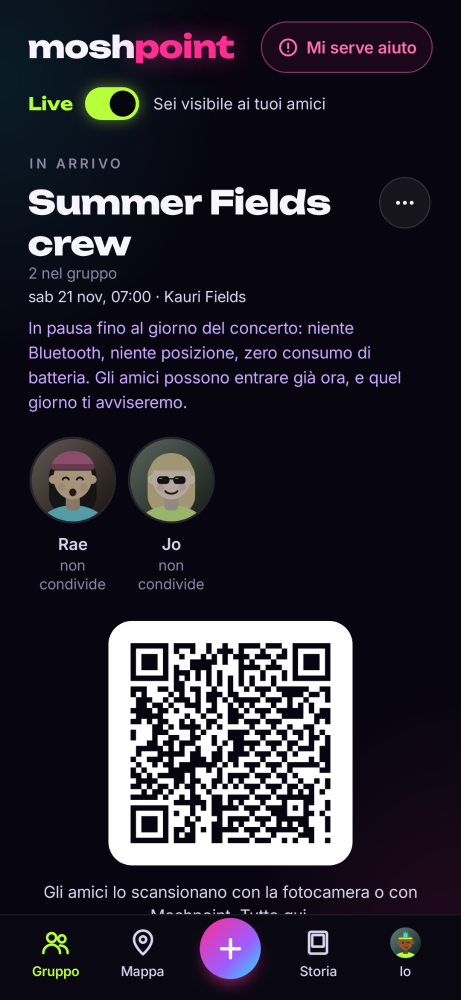 moshpoint
Mi serve aiuto
Live
Sei visibile ai tuoi amici
IN ARRIVO
Summer Fields
crew
2 nel gruppo
sab 21 nov, 07:00 · Kauri Fields
In pausa fino al giorno del concerto: niente
Bluetooth, niente posizione, zero consumo di
batteria. Gli amici possono entrare già ora, e quel
giorno ti avviseremo.
Rae
non
condivide
Jo
non
condivide
Gli amici lo scansionano con la fotocamera o con
Moshpoint. Tutto qui.
Gruppo
Mappa
Storia
Io